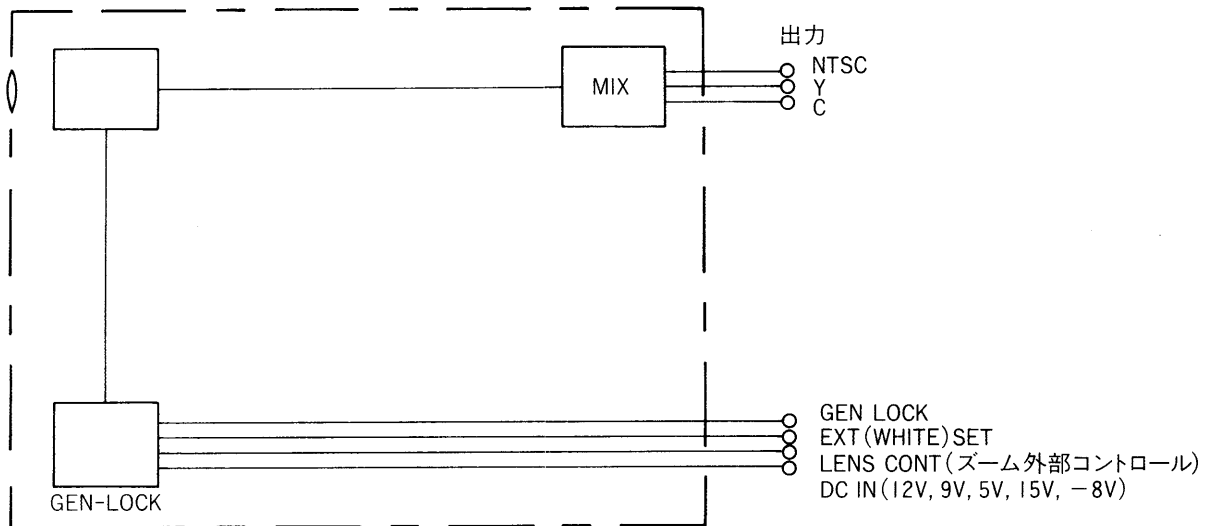 出力
NTSC
MIX
Y
C
GEN LOCK
EXT(WHITE)SET
LENS CONT(ズーム外部コントロール)
DC IN(12V, 9V, 5V, 15V, －8V)
GEN-LOCK